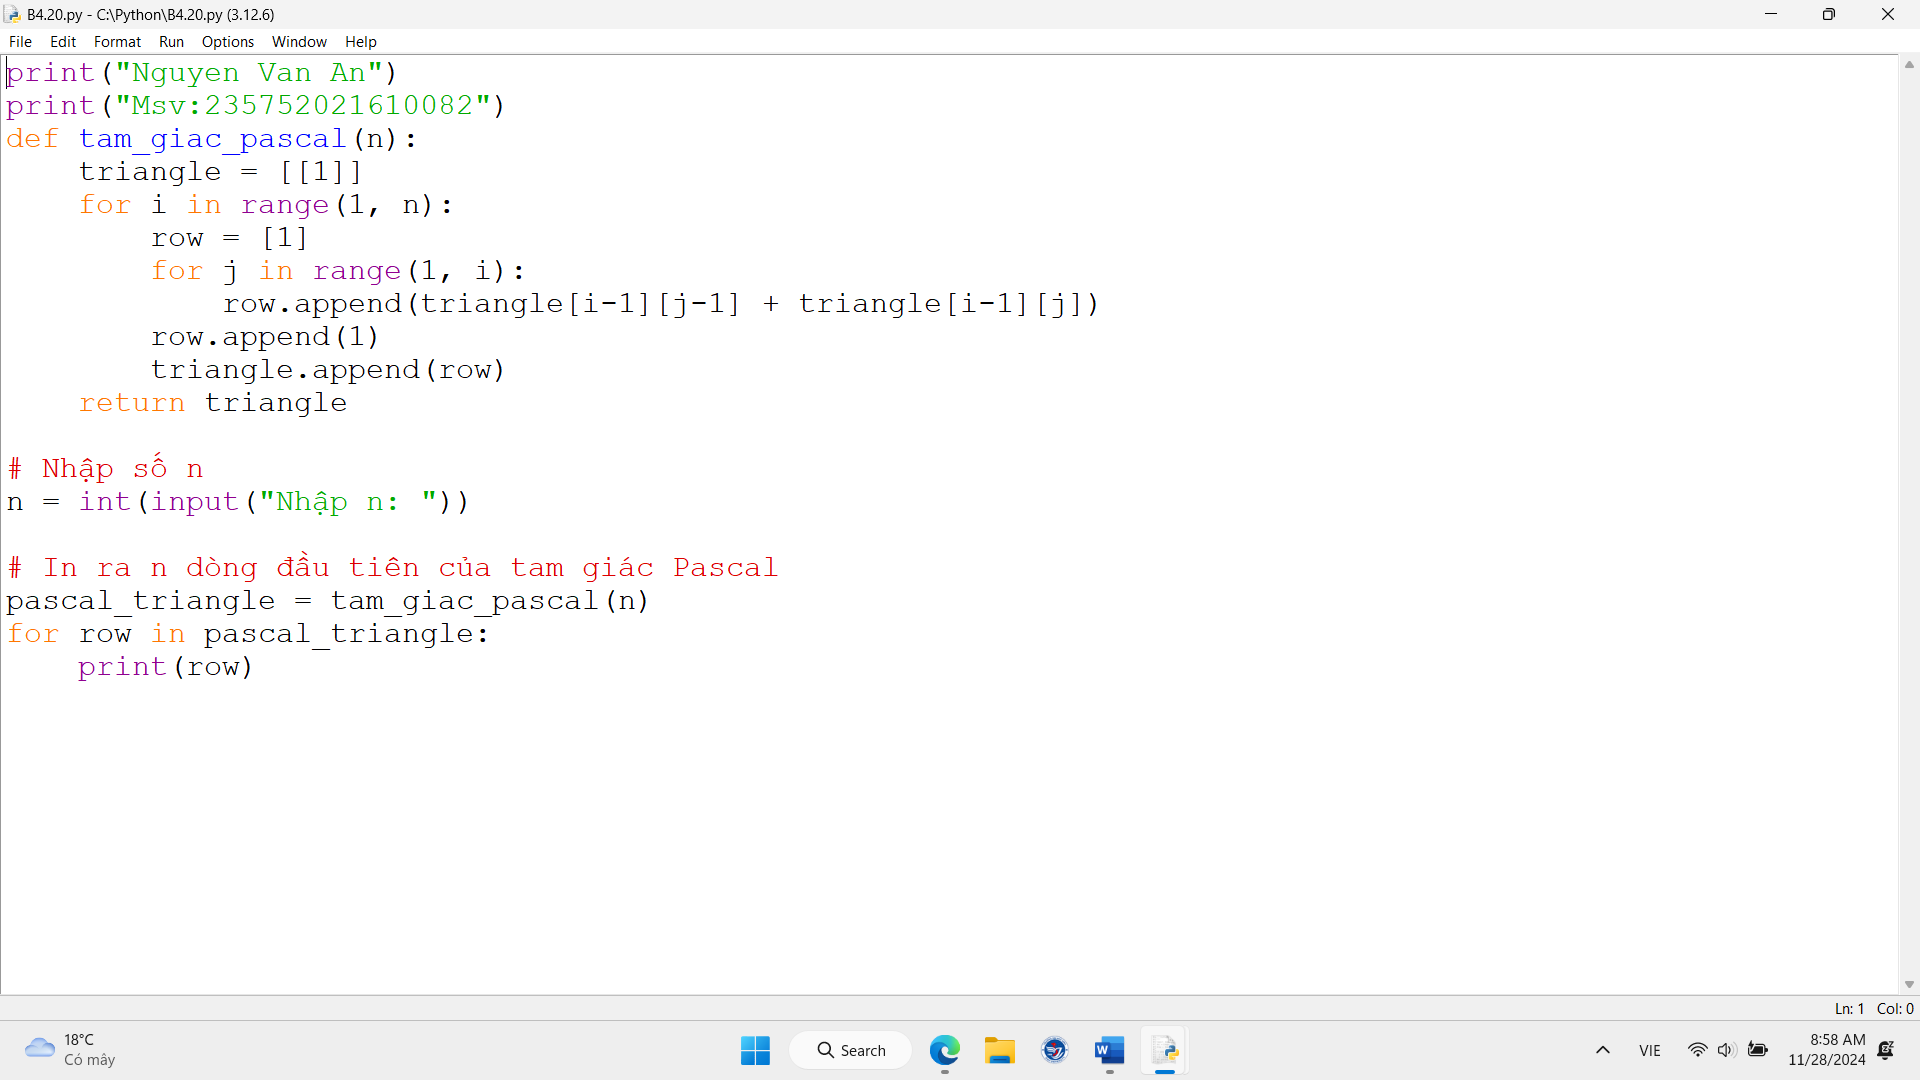 B4.20.py - C:\Python\B4.20.py (3.12.6)
File Edit Format Run Options Window Help
print("Nguyen Van An")
print("Msv:235752021610082")
def tam_giac_pascal(n):
    triangle = [[1]]
    for i in range(1, n):
        row = [1]
        for j in range(1, i):
            row.append(triangle[i-1][j-1] + triangle[i-1][j])
        row.append(1)
        triangle.append(row)
    return triangle

# Nhập số n
n = int(input("Nhập n: "))

# In ra n dòng đầu tiên của tam giác Pascal
pascal_triangle = tam_giac_pascal(n)
for row in pascal_triangle:
    print(row)
Ln: 1 Col: 0
18°C
Có mây
Search
VIE
8:58 AM
11/28/2024